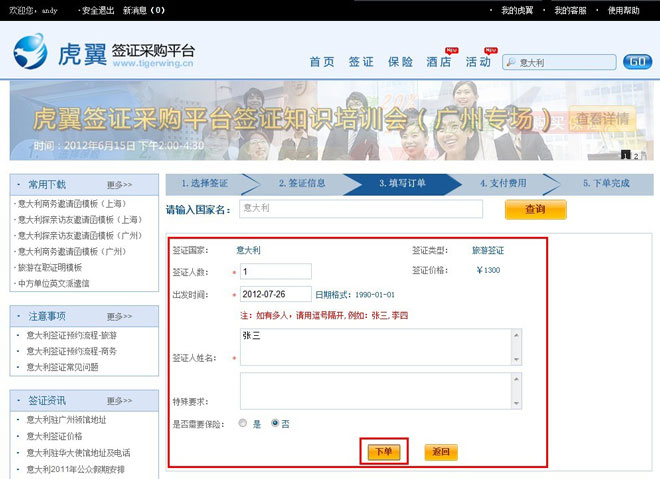 欢迎您，andy ·安全退出 新消息（0） · 我的虎翼 · 我的客服 · 使用帮助
虎翼 签证采购平台
www.tigerwing.cn
首页 签证 保险 酒店 New 活动 New 意大利 GO
虎翼签证采购平台签证知识培训会（广州专场） 查看详情
时间：2012年6月15日 下午2:00-4:30
1 2
· 常用下载 更多>>
·意大利商务邀请函模板（上海）
·意大利探亲访友邀请函模板（上海）
·意大利探亲访友邀请函模板（广州）
·意大利商务邀请函模板（广州）
·旅游在职证明模板
·中方单位英文派遣信
· 注意事项 更多>>
· 意大利签证预约流程-旅游
· 意大利签证预约流程-商务
· 意大利签证常见问题
· 签证资讯 更多>>
· 意大利驻广州领馆地址
· 意大利签证价格
· 意大利驻华大使馆地址及电话
· 意大利2011年公众假期安排
1.选择签证 2.签证信息 3.填写订单 4.支付费用 5.下单完成
请输入国家名： 意大利 查询
签证国家： 意大利 签证类型： 旅游签证
签证人数： * 1 签证价格： ￥1300
出发时间： * 2012-07-26 日期格式：1990-01-01
注：如有多人，请用逗号隔开,例如：张三,李四
签证人姓名： * 张三
特殊要求：
是否需要保险： 是 否
下单 返回